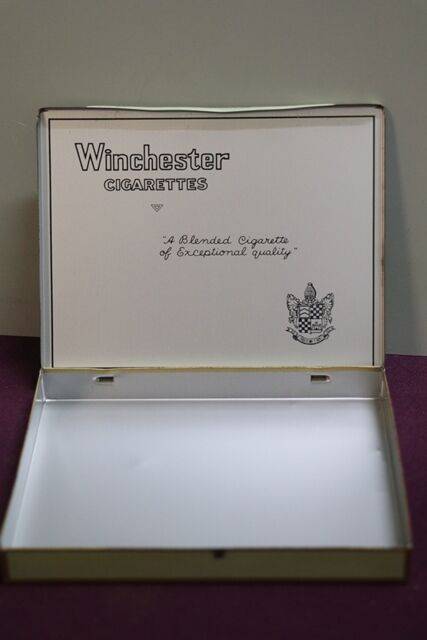 Winchester
CIGARETTES
"A Blended Cigarette
of Exceptional quality"